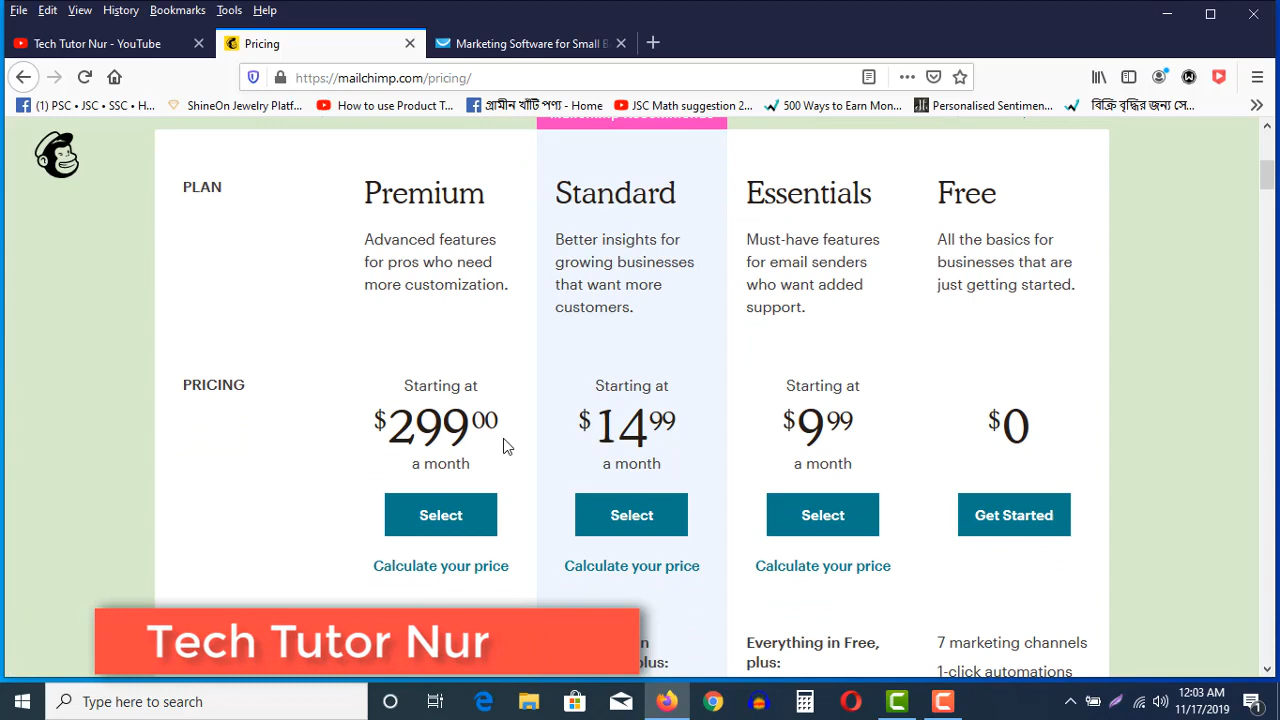 File Edit View History Bookmarks Tools Help
Tech Tutor Nur - YouTube
Pricing
Marketing Software for Small B
https://mailchimp.com/pricing/
(1) PSC • JSC • SSC • H...
ShineOn Jewelry Platf...
How to use Product T...
গ্রামীন খাঁটি পণ্য - Home
JSC Math suggestion 2...
500 Ways to Earn Mon...
Personalised Sentimen...
বিক্রি বৃদ্ধির জন্য সে...
PLAN
Premium
Advanced features
for pros who need
more customization.
Standard
Better insights for
growing businesses
that want more
customers.
Essentials
Must-have features
for email senders
who want added
support.
Free
All the basics for
businesses that are
just getting started.
PRICING
Starting at
$299 00
a month
Select
Calculate your price
Starting at
$14 99
a month
Select
Calculate your price
Starting at
$9 99
a month
Select
Calculate your price
$0
Get Started
plus:
Everything in Free,
plus:
7 marketing channels
1-click automations
Tech Tutor Nur
Type here to search
12:03 AM
11/17/2019
1